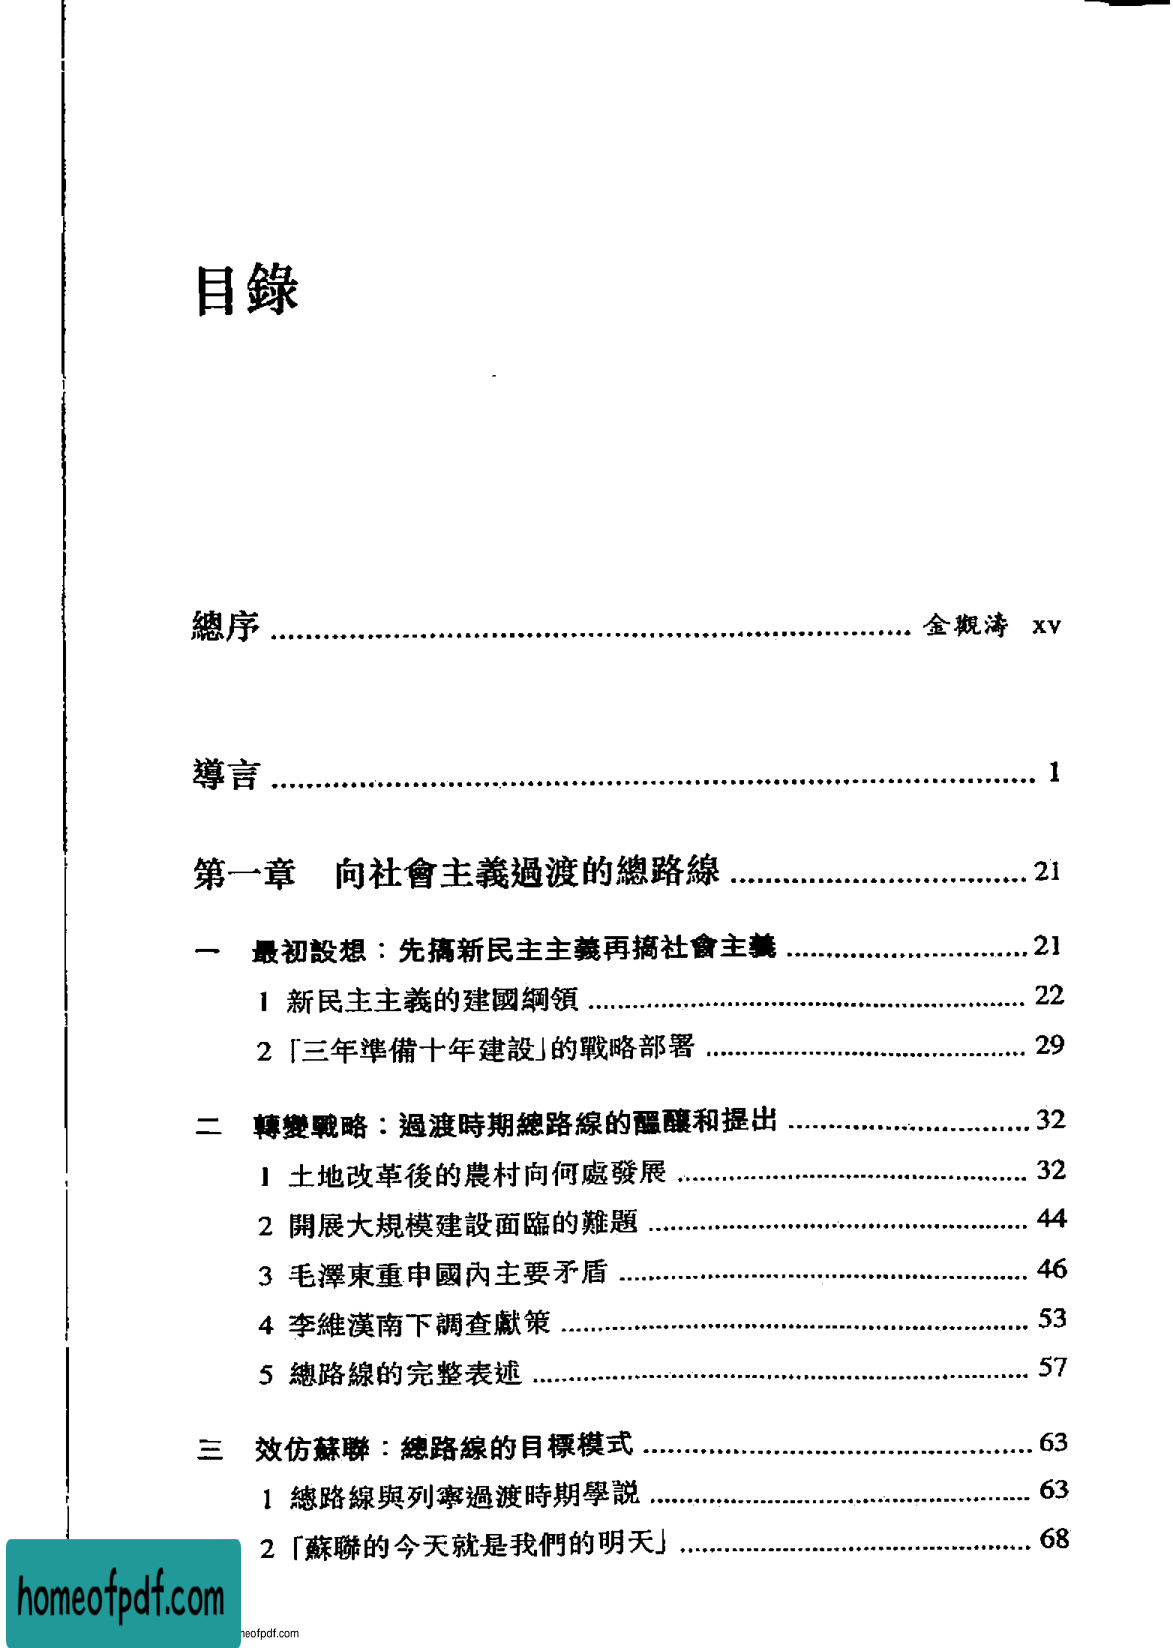 目錄
總序 ........ 金觀濤 xv
導言 ........ 1
第一章 向社會主義過渡的總路線 ........ 21
一 最初設想：先搞新民主主義再搞社會主義 ........ 21
1 新民主主義的建國綱領 ........ 22
2 「三年準備十年建設」的戰略部署 ........ 29
二 轉變戰略：過渡時期總路線的醞釀和提出 ........ 32
1 土地改革後的農村向何處發展 ........ 32
2 開展大規模建設面臨的難題 ........ 44
3 毛澤東重申國內主要矛盾 ........ 46
4 李維漢南下調查獻策 ........ 53
5 總路線的完整表述 ........ 57
三 效仿蘇聯：總路線的目標模式 ........ 63
1 總路線與列寧過渡時期學説 ........ 63
2 「蘇聯的今天就是我們的明天」 ........ 68
homeofpdf.com
neofpdf.com